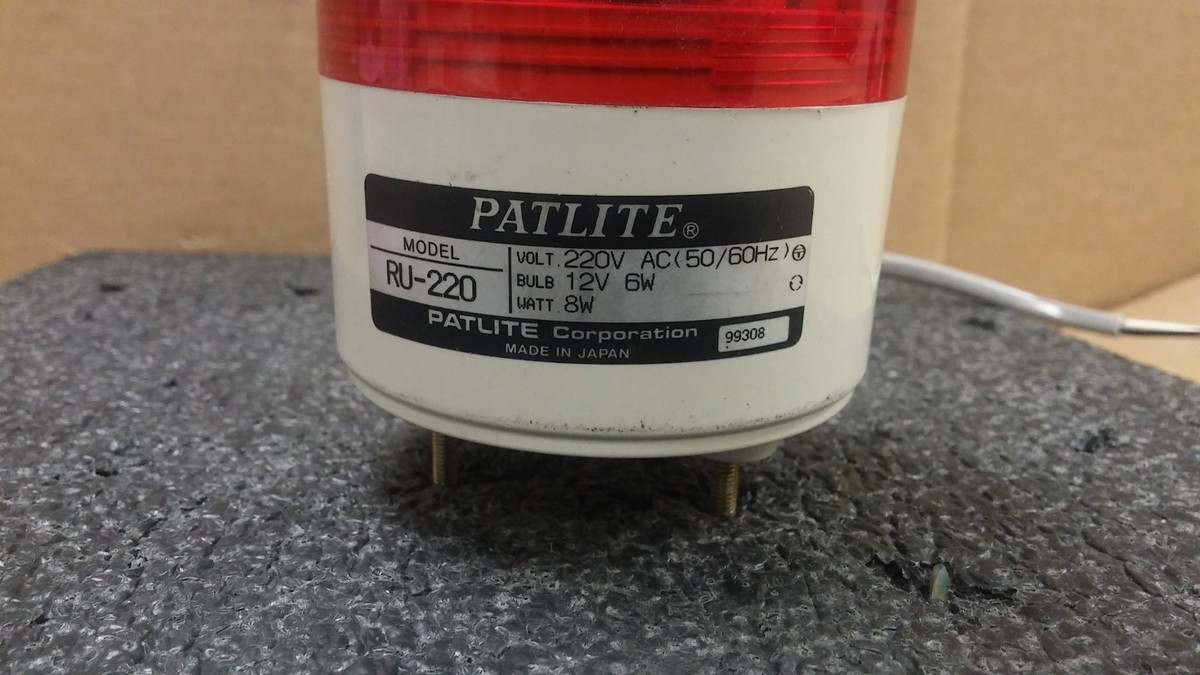 PATLITE®
MODEL
RU-220
VOLT. 220V AC(50/60Hz)
BULB 12V 6W
WATT. 8W
PATLITE Corporation
99308
MADE IN JAPAN